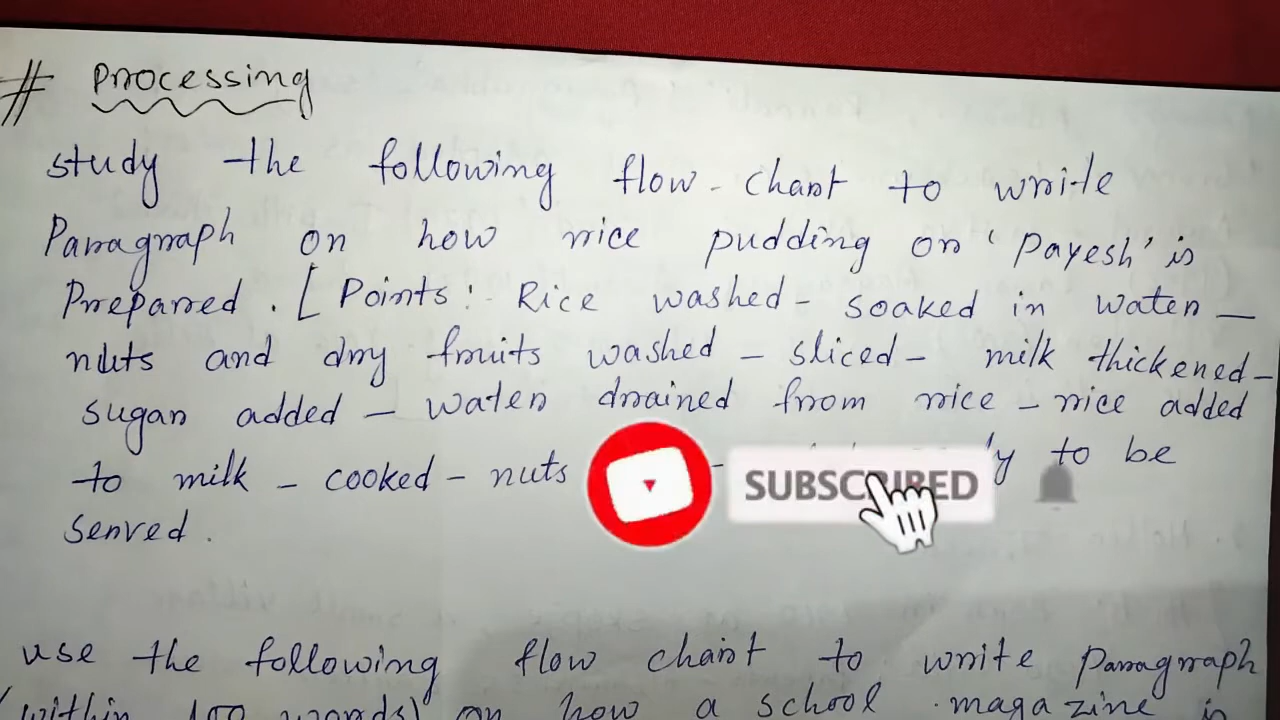 # Processing
study the following flow-chart to write
Paragraph on how rice pudding or 'Payesh' is
Prepared. [Points: Rice washed - soaked in water -
nuts and dry fruits washed - sliced - milk thickened -
sugar added - water drained from rice - rice added
to milk - cooked - nuts - to be
served.
SUBSCRIBED
use the following flow chart to write paragraph
(within 100 words) on how a school magazine is